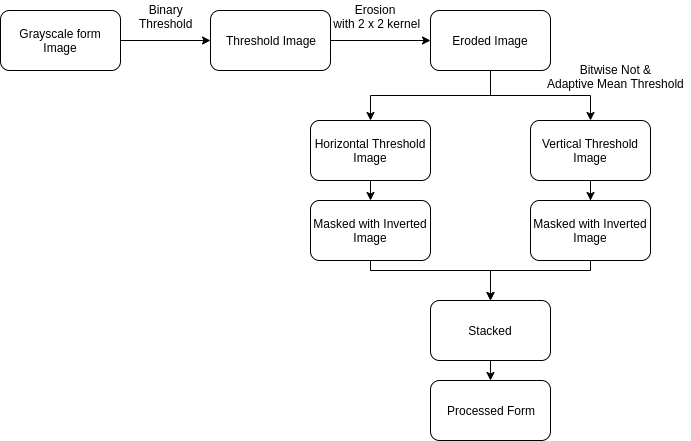 Grayscale form
Image
Binary
Threshold
Threshold Image
Erosion
with 2 x 2 kernel
Eroded Image
Bitwise Not &
Adaptive Mean Threshold
Horizontal Threshold
Image
Vertical Threshold
Image
Masked with Inverted
Image
Masked with Inverted
Image
Stacked
Processed Form